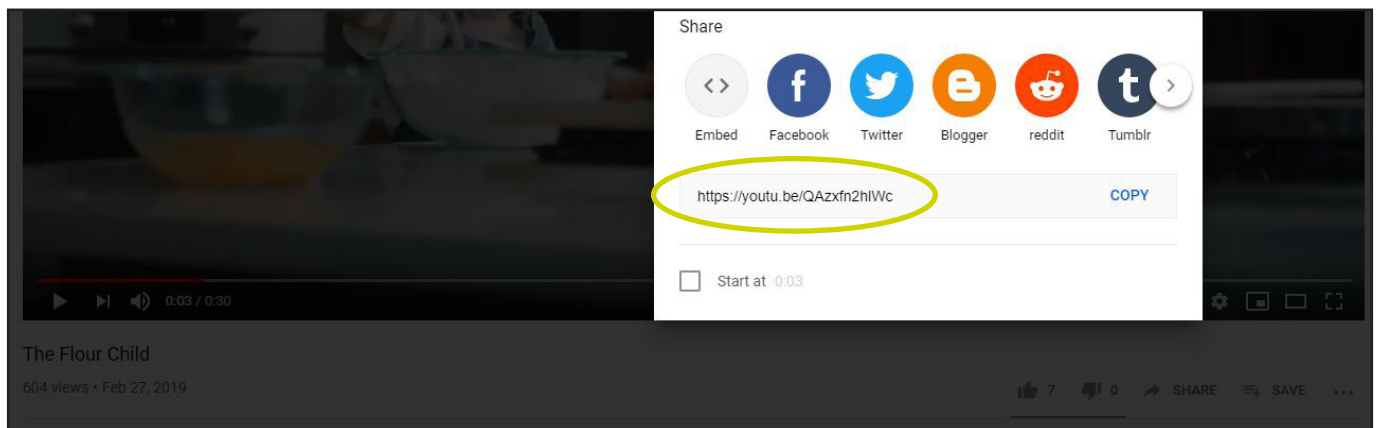 Share
Embed Facebook Twitter Blogger reddit Tumblr
https://youtu.be/QAzxfn2hIWc COPY
Start at 0:03
0:03 / 0:30
The Flour Child
604 views • Feb 27, 2019
7 0 SHARE SAVE